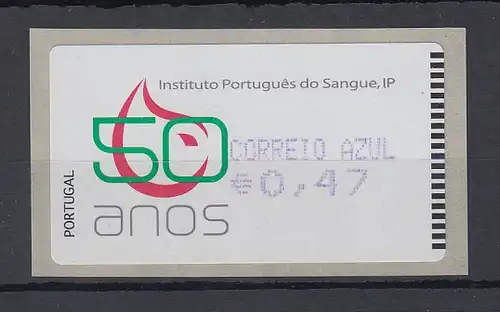 Instituto Português do Sangue, IP
50
CORREIO AZUL
€0,47
anos
PORTUGAL